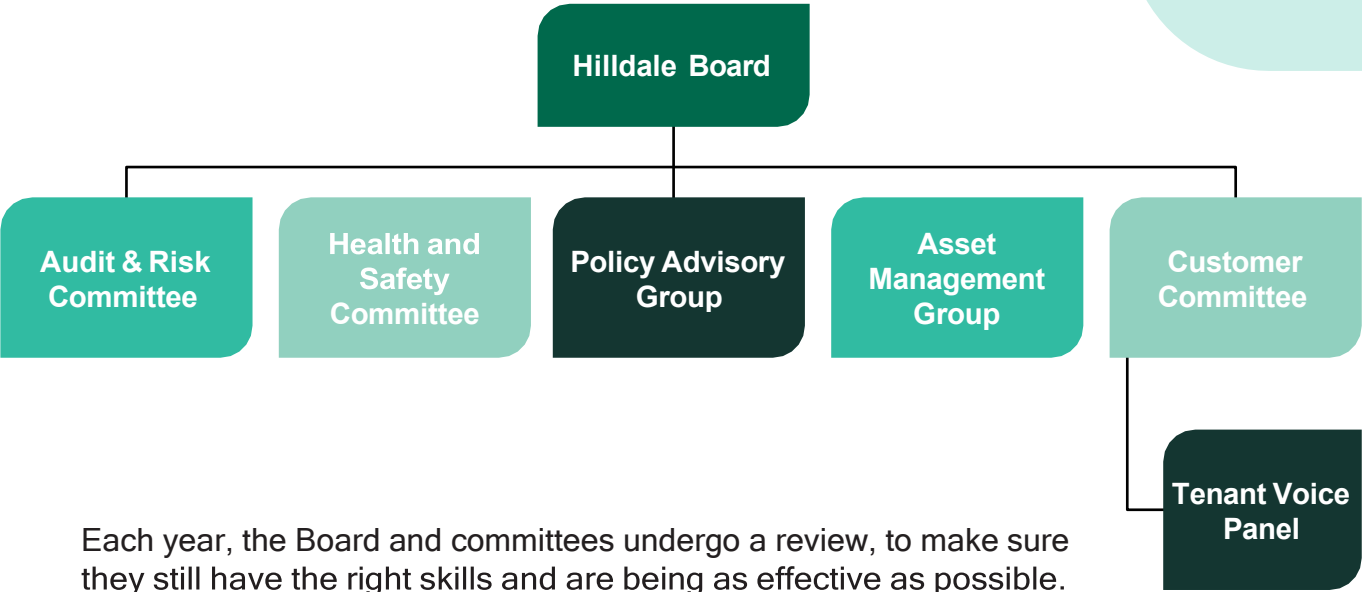 Hilldale Board
Audit & Risk
Committee
Health and
Safety
Committee
Policy Advisory
Group
Asset
Management
Group
Customer
Committee
Tenant Voice
Panel
Each year, the Board and committees undergo a review, to make sure
they still have the right skills and are being as effective as possible.